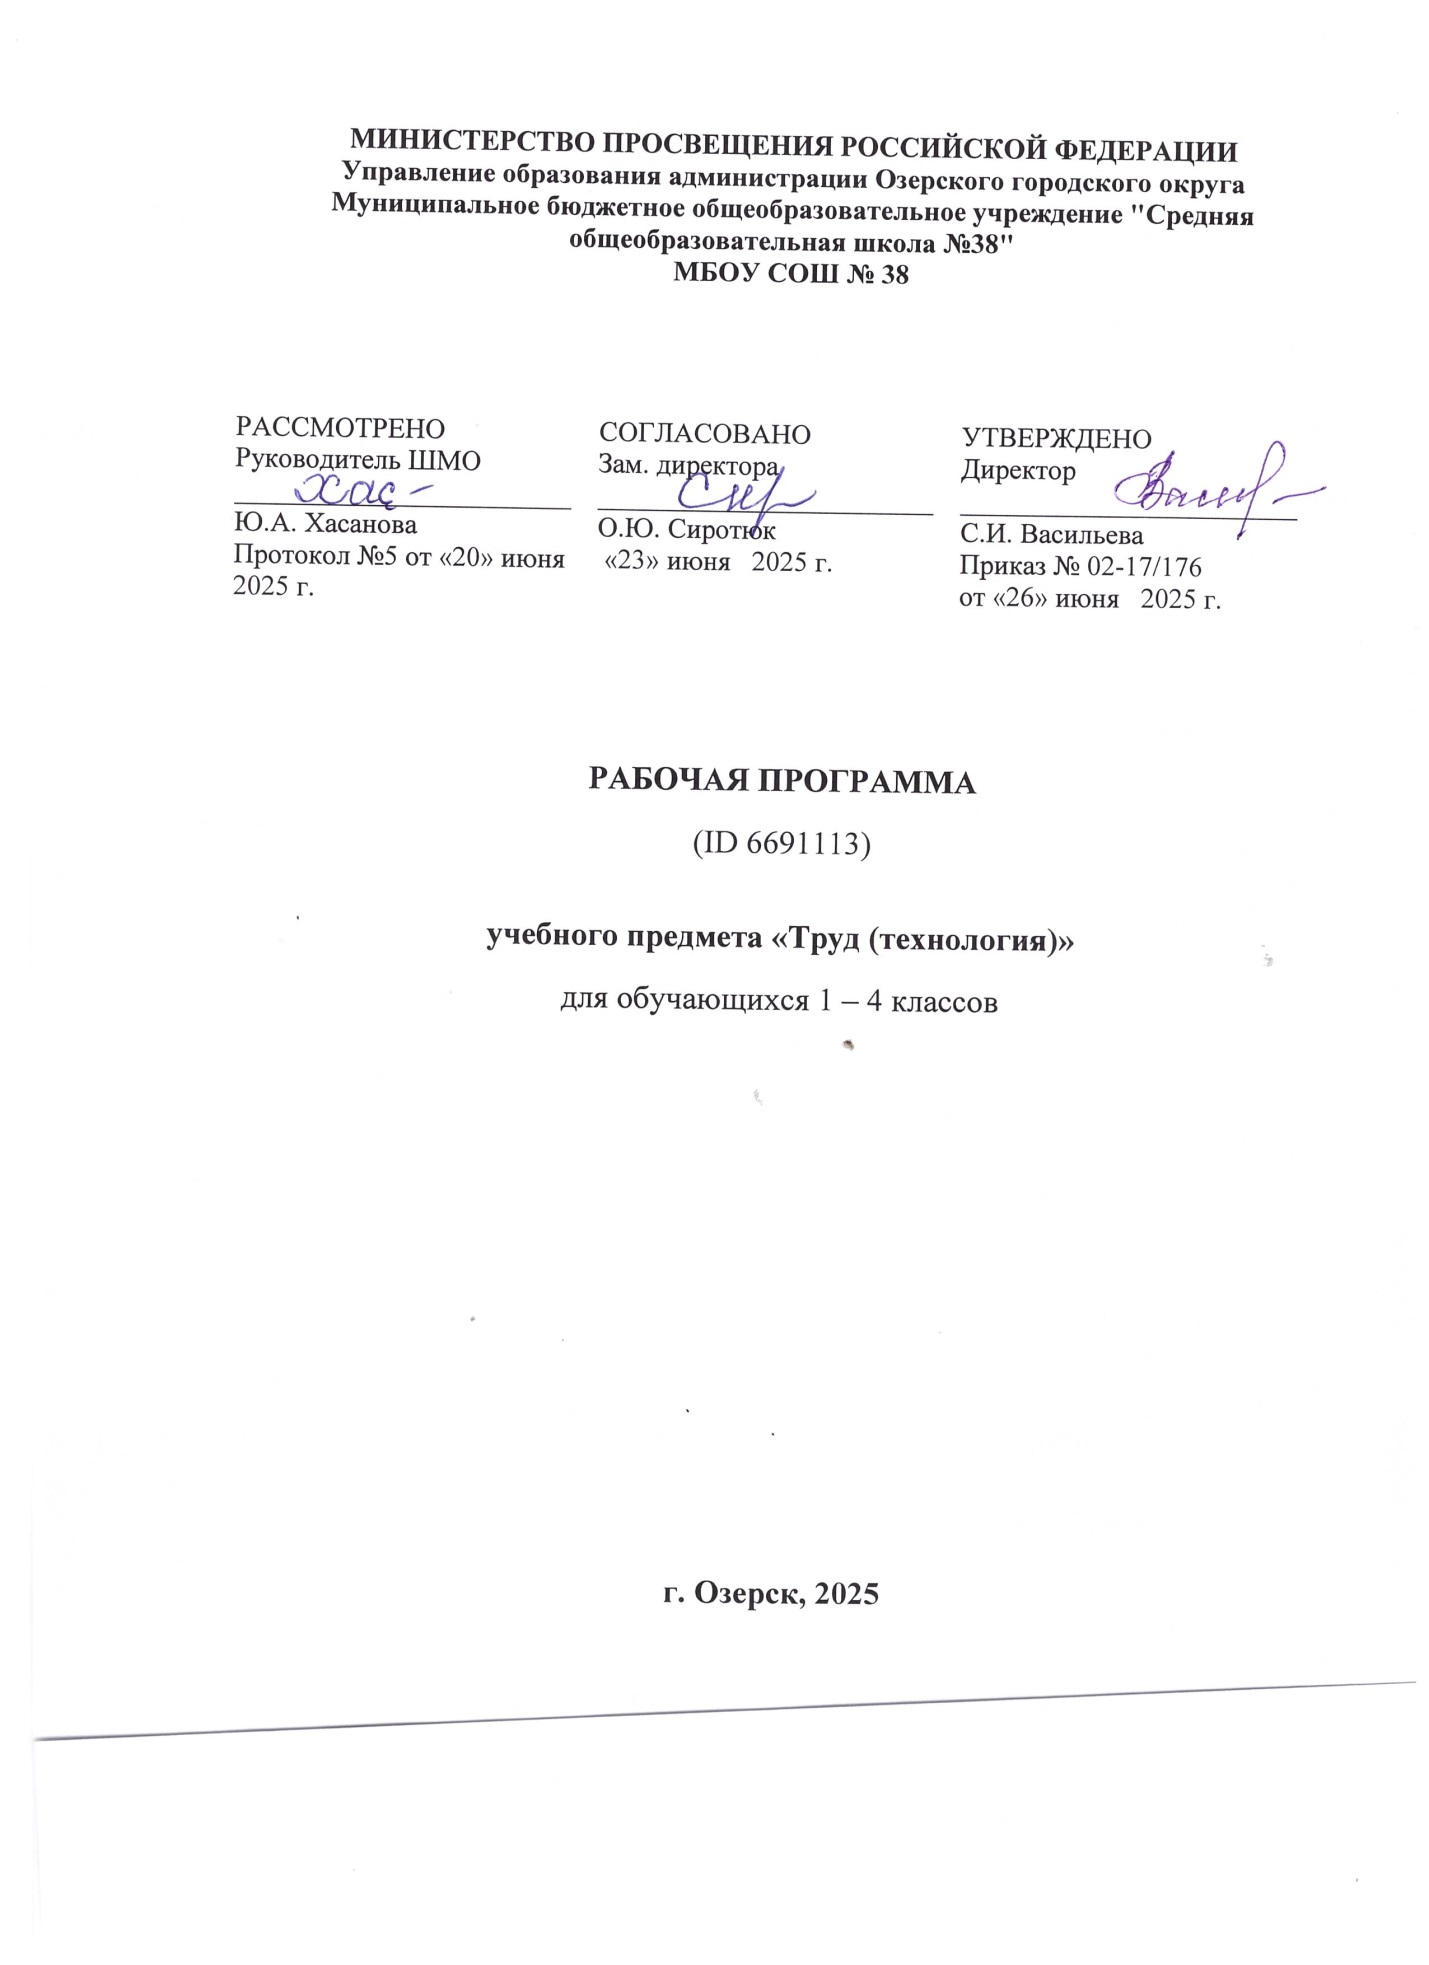 МИНИСТЕРСТВО ПРОСВЕЩЕНИЯ РОССИЙСКОЙ ФЕДЕРАЦИИ
Управление образования администрации Озерского городского округа
Муниципальное бюджетное общеобразовательное учреждение "Средняя
общеобразовательная школа №38"
МБОУ СОШ № 38
РАССМОТРЕНО
Руководитель ШМО
Хас
Ю.А. Хасанова
Протокол №5 от «20» июня
2025 г.
СОГЛАСОВАНО
Зам. директора
О.Ю. Сиротюк
«23» июня 2025 г.
УТВЕРЖДЕНО
Директор
С.И. Васильева
Приказ № 02-17/176
от «26» июня 2025 г.
РАБОЧАЯ ПРОГРАММА
(ID 6691113)
учебного предмета «Труд (технология)»
для обучающихся 1 – 4 классов
г. Озерск, 2025